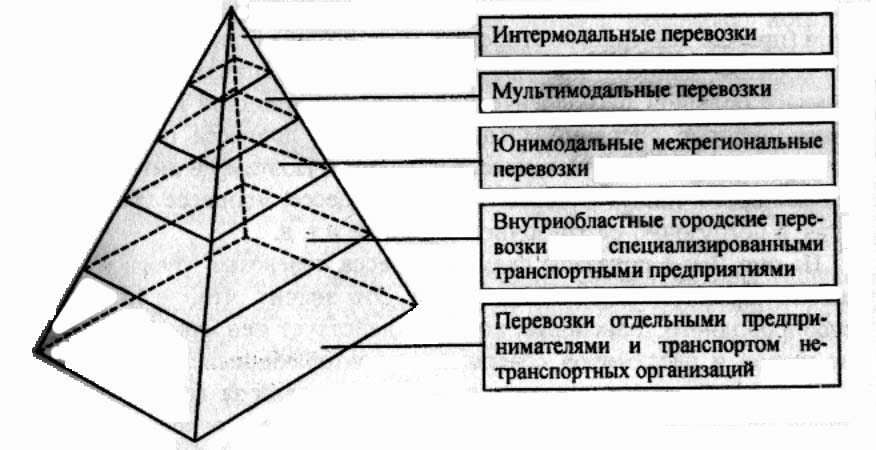 Интермодальные перевозки
Мультимодальные перевозки
Юнимодальные межрегиональные
перевозки
Внутриобластные городские пере-
возки специализированными
транспортными предприятиями
Перевозки отдельными предпри-
нимателями и транспортом не-
транспортных организаций